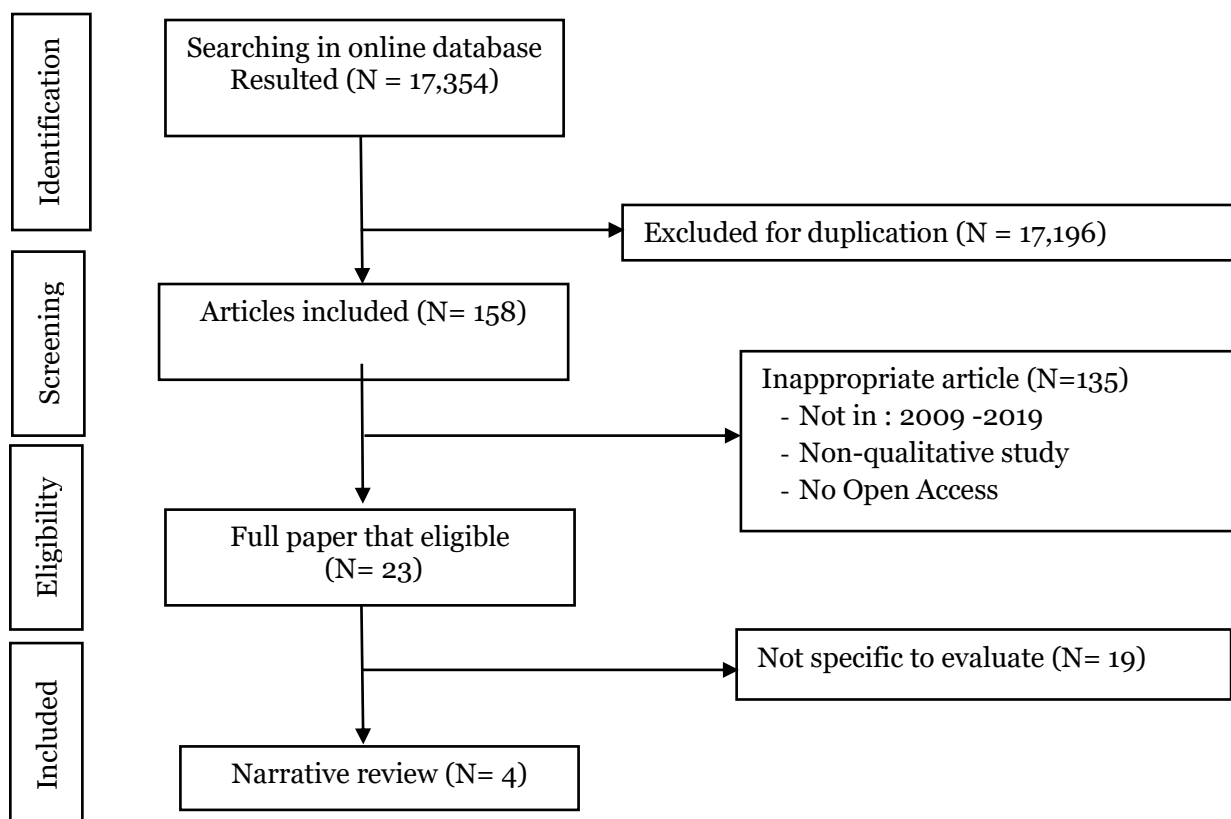 Identification
Searching in online database
Resulted (N = 17,354)
Excluded for duplication (N = 17,196)
Screening
Articles included (N= 158)
Inappropriate article (N=135)
- Not in : 2009 -2019
- Non-qualitative study
- No Open Access
Eligibility
Full paper that eligible
(N= 23)
Included
Not specific to evaluate (N= 19)
Narrative review (N= 4)